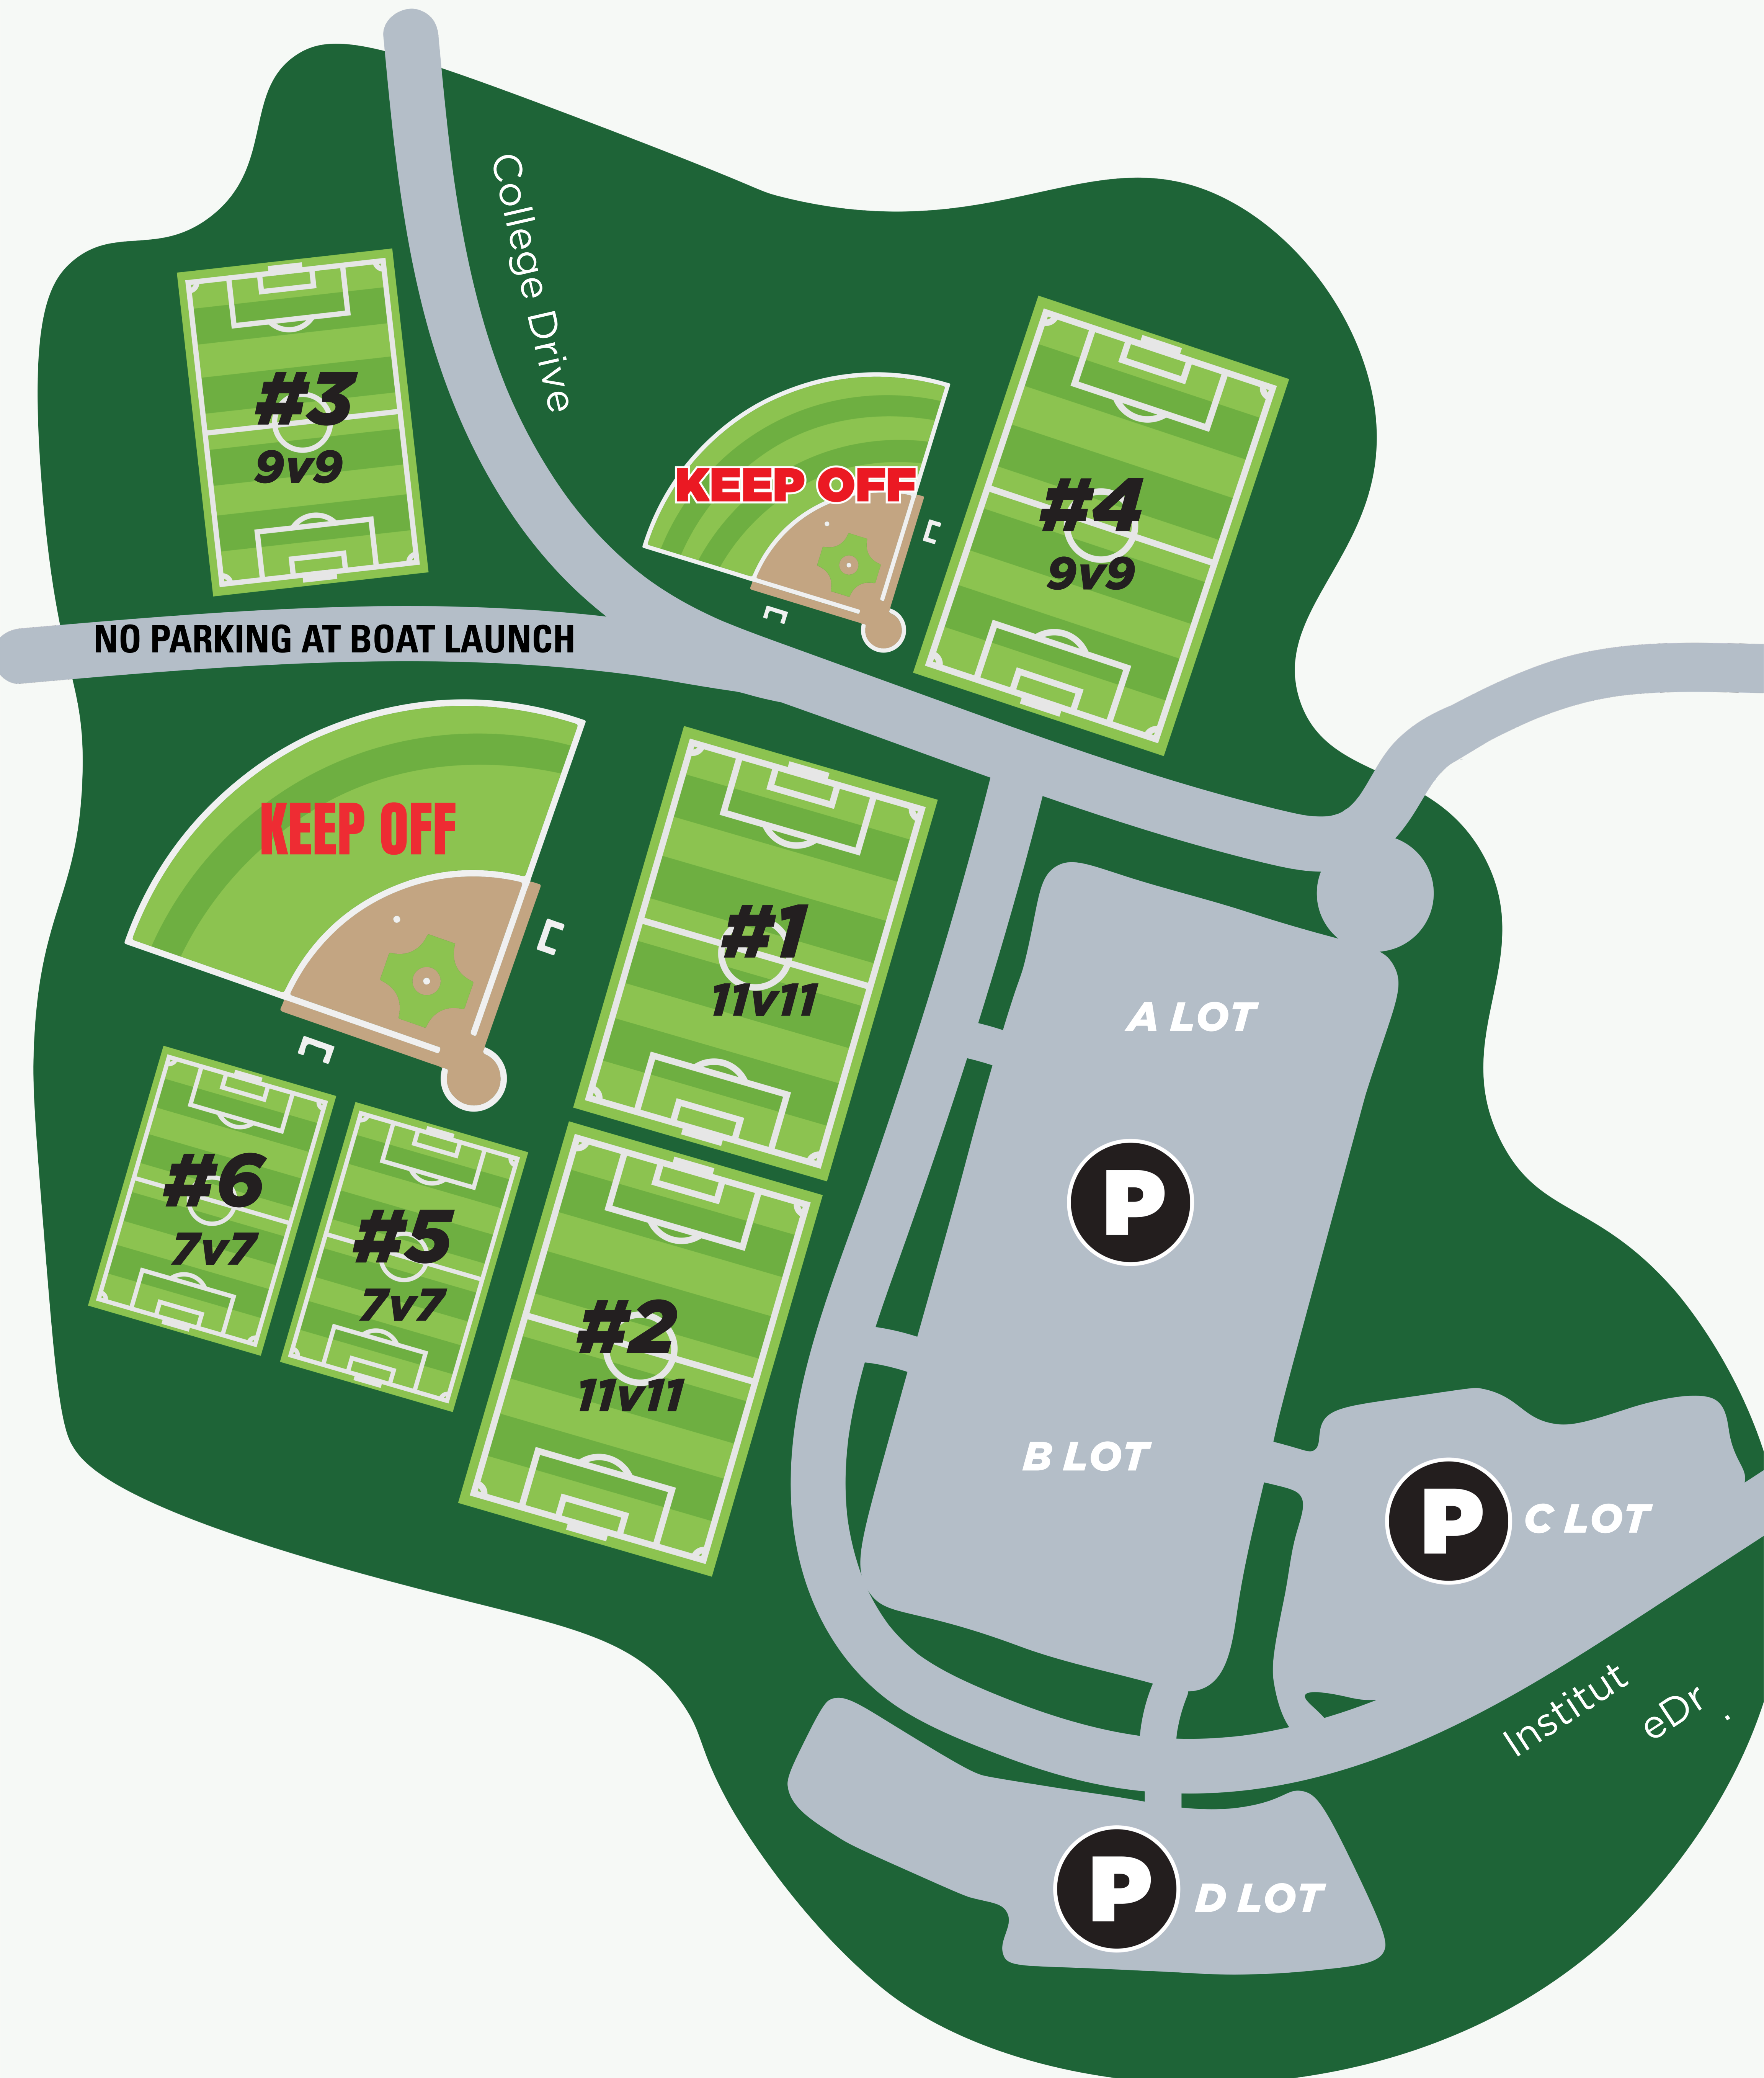 College Drive
#3
9v9
KEEP OFF
#4
9v9
NO PARKING AT BOAT LAUNCH
KEEP OFF
#1
11v11
A LOT
P
#6
7v7
#5
7v7
#2
11v11
B LOT
P
C LOT
Institut
eDr
.
P
D LOT